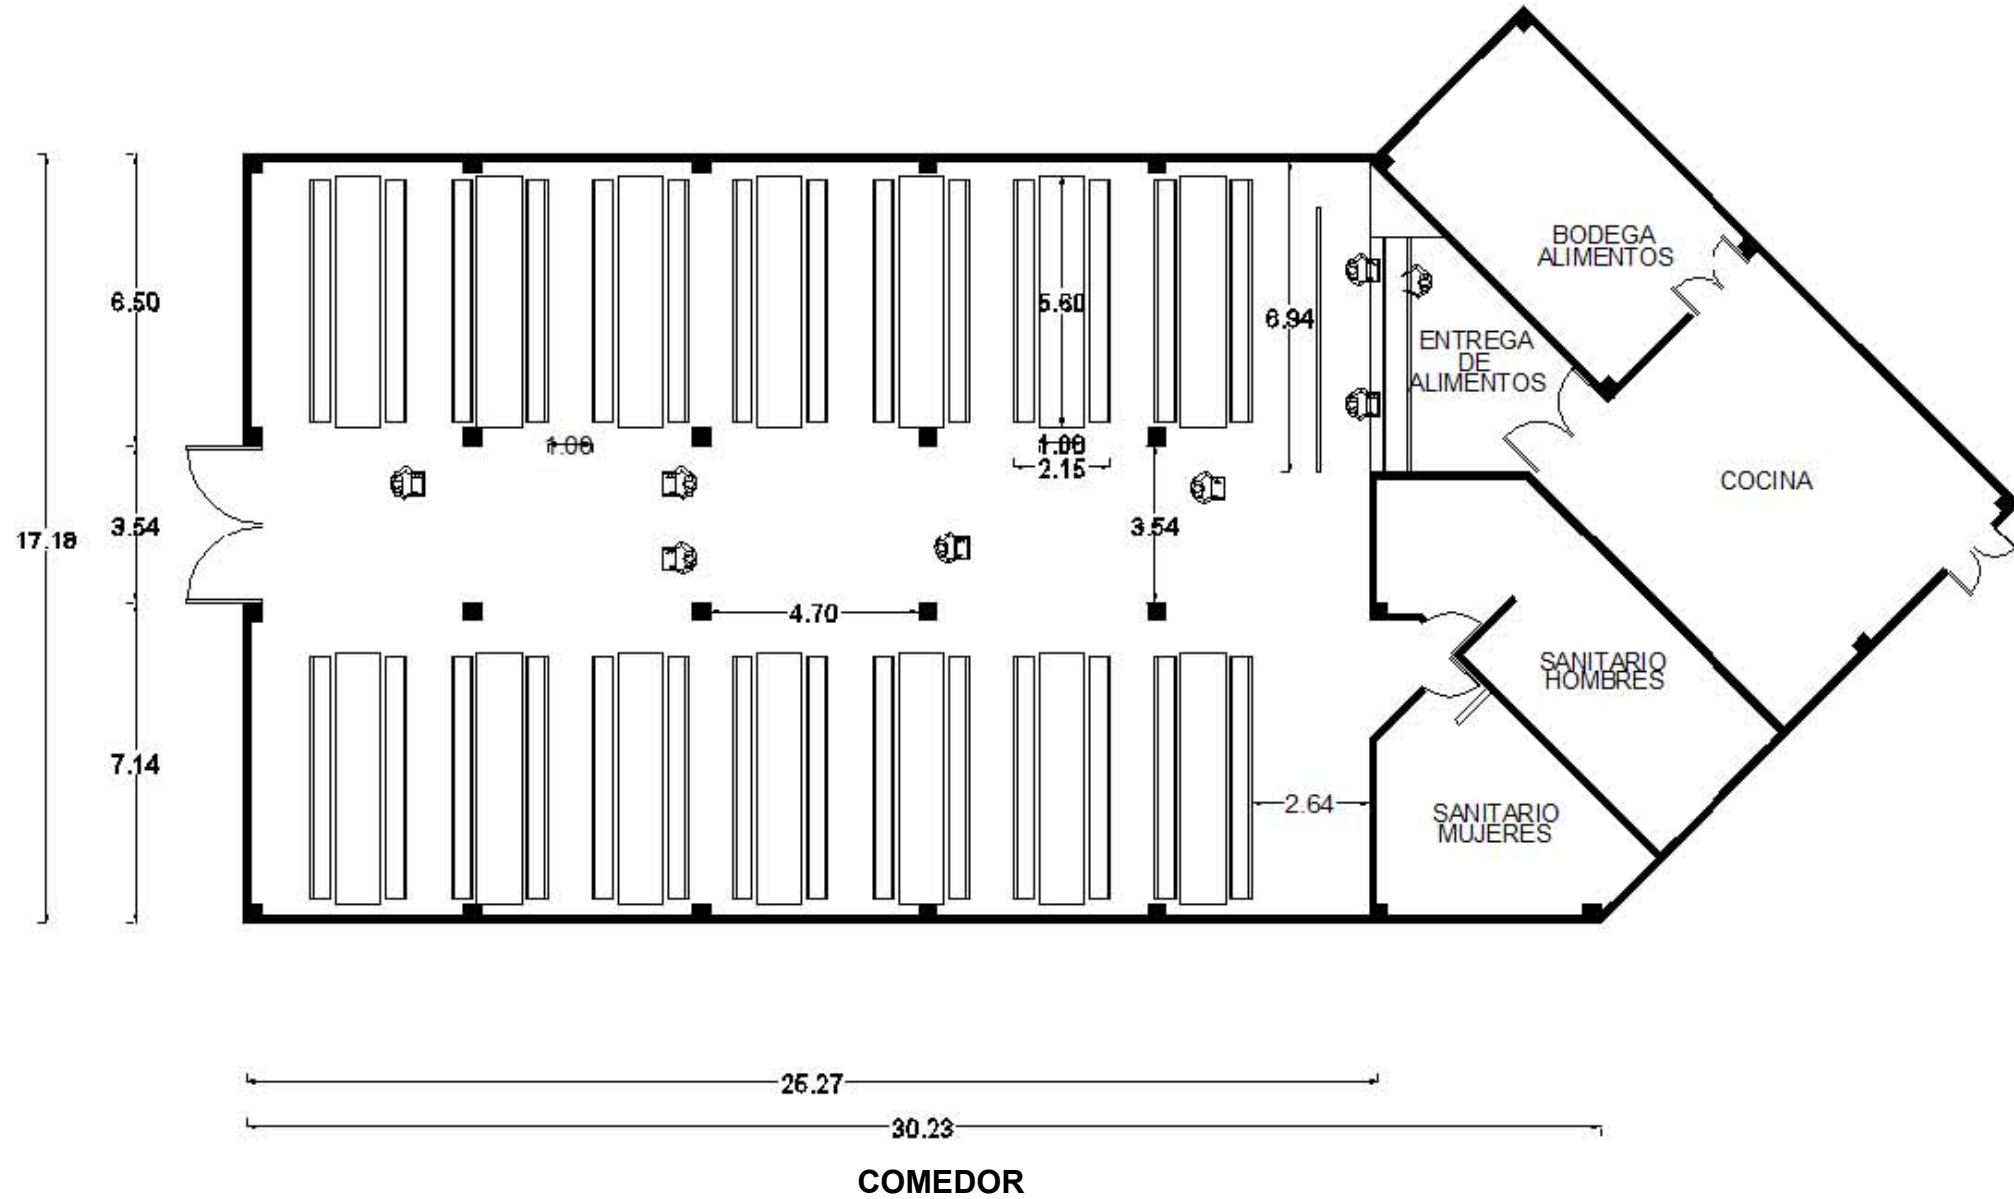 BODEGA
ALIMENTOS
6.50
5.60
6.94
ENTREGA
DE
ALIMENTOS
1.00
1.00
2.15
COCINA
17.18
3.54
3.54
4.70
SANITARIO
HOMBRES
7.14
2.64
SANITARIO
MUJERES
25.27
30.23
COMEDOR